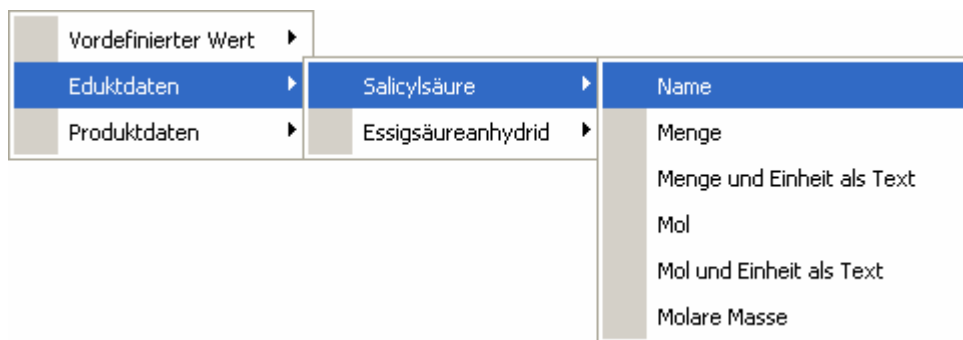 Vordefinierter Wert
Eduktdaten
Produktdaten
Salicylsäure
Essigsäureanhydrid
Name
Menge
Menge und Einheit als Text
Mol
Mol und Einheit als Text
Molare Masse